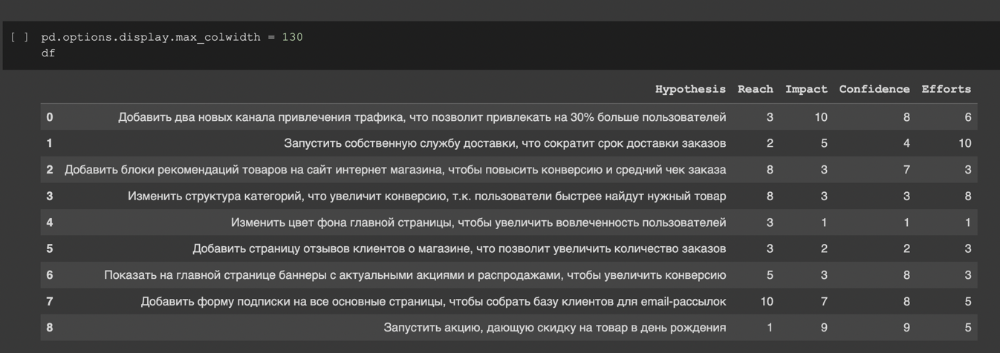 [ ] pd.options.display.max_colwidth = 130
df
Hypothesis Reach Impact Confidence Efforts
0 Добавить два новых канала привлечения трафика, что позволит привлекать на 30% больше пользователей 3 10 8 6
1 Запустить собственную службу доставки, что сократит срок доставки заказов 2 5 4 10
2 Добавить блоки рекомендаций товаров на сайт интернет магазина, чтобы повысить конверсию и средний чек заказа 8 3 7 3
3 Изменить структура категорий, что увеличит конверсию, т.к. пользователи быстрее найдут нужный товар 8 3 3 8
4 Изменить цвет фона главной страницы, чтобы увеличить вовлеченность пользователей 3 1 1 1
5 Добавить страницу отзывов клиентов о магазине, что позволит увеличить количество заказов 3 2 2 3
6 Показать на главной странице баннеры с актуальными акциями и распродажами, чтобы увеличить конверсию 5 3 8 3
7 Добавить форму подписки на все основные страницы, чтобы собрать базу клиентов для email-рассылок 10 7 8 5
8 Запустить акцию, дающую скидку на товар в день рождения 1 9 9 5